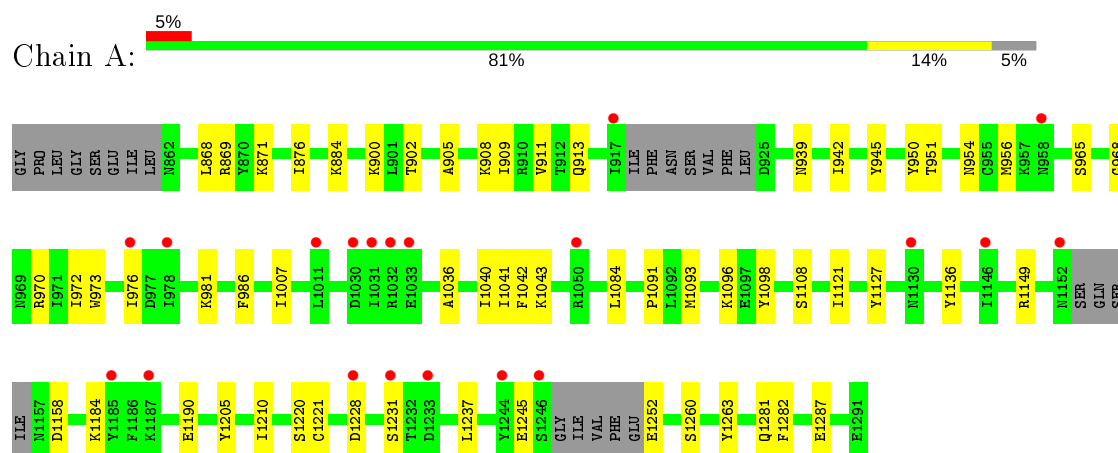 5%
Chain A:
81% 14% 5%
GLY PRO LEU GLY SER GLU ILE LEU N862 L868 R869 Y870 K871 I876 K884 K900 L901 T902 A905 K908 I909 R910 V911 T912 Q913 I917 ILE PHE ASN SER VAL PHE LEU D925 N939 I942 Y945 Y950 T951 N954 C955 M956 K957 N958 S965
N969 R970 I971 I972 W973 I976 D977 I978 K981 F986 I1007 L1011 D1030 I1031 R1032 E1033 A1036 I1040 I1041 F1042 K1043 R1050 L1084 P1091 L1092 M1093 K1096 E1097 Y1098 S1108 I1121 Y1127 N1130 Y1136 I1146 R1149 N1152 SER GLN SER
ILE N1157 D1158 K1184 Y1185 F1186 K1187 E1190 Y1205 I1210 S1220 C1221 D1228 S1231 T1232 D1233 L1237 Y1244 E1245 S1246 GLY ILE VAL PHE GLU E1252 S1260 Y1263 Q1281 F1282 E1287 E1291